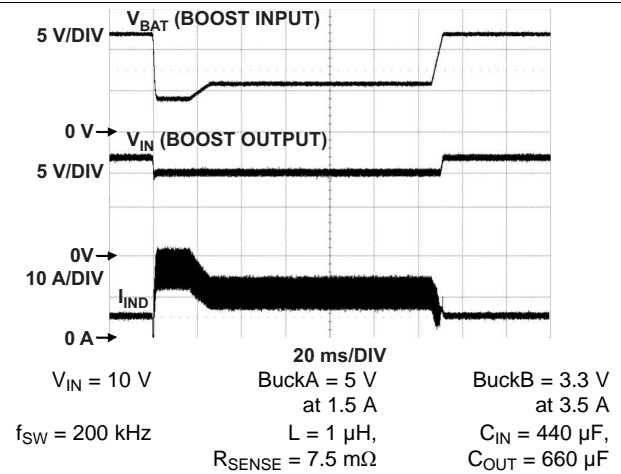 V_BAT (BOOST INPUT)
5 V/DIV
0 V
V_IN (BOOST OUTPUT)
5 V/DIV
0V
10 A/DIV
I_IND
0 A
20 ms/DIV
V_IN = 10 V BuckA = 5 V BuckB = 3.3 V
at 1.5 A at 3.5 A
f_SW = 200 kHz L = 1 µH, C_IN = 440 µF,
R_SENSE = 7.5 mΩ C_OUT = 660 µF